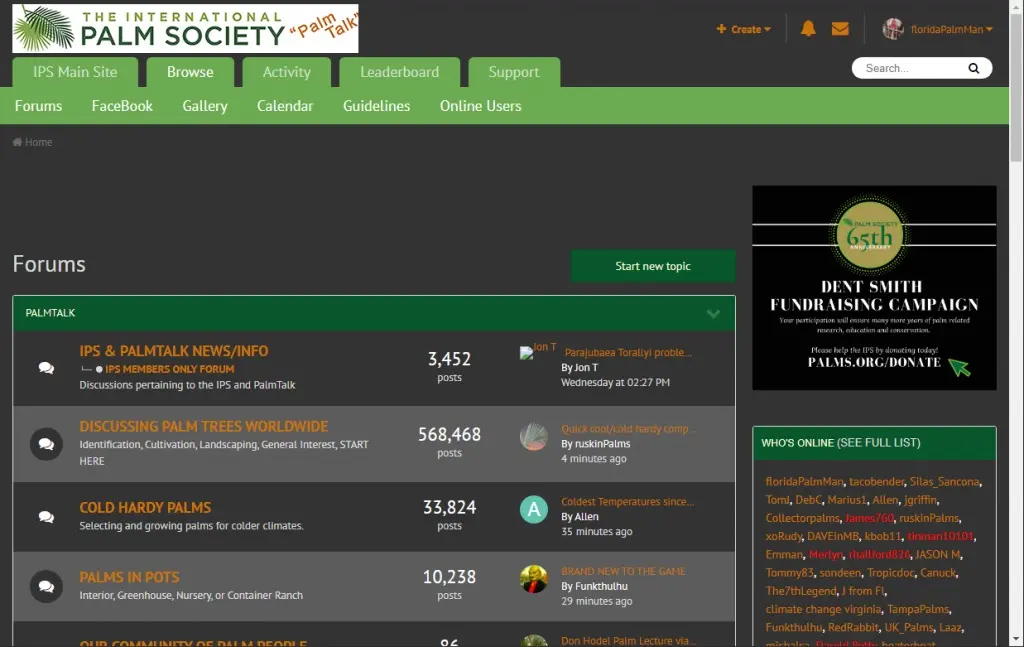 THE INTERNATIONAL
PALM SOCIETY
"Palm
Talk"
Create
floridaPalmMan
IPS Main Site
Browse
Activity
Leaderboard
Support
Search...
Forums
FaceBook
Gallery
Calendar
Guidelines
Online Users
Home
Forums
Start new topic
PALMTALK
IPS & PALMTALK NEWS/INFO
IPS MEMBERS ONLY FORUM
Discussions pertaining to the IPS and PalmTalk
3,452
posts
Jon T
Parajubaea Torallyi proble...
By Jon T
Wednesday at 02:27 PM
DISCUSSING PALM TREES WORLDWIDE
Identification, Cultivation, Landscaping, General Interest, START
HERE
568,468
posts
Quick cool/cold hardy comp...
By ruskinPalms
4 minutes ago
COLD HARDY PALMS
Selecting and growing palms for colder climates.
33,824
posts
A
Coldest Temperatures since...
By Allen
35 minutes ago
PALMS IN POTS
Interior, Greenhouse, Nursery, or Container Ranch
10,238
posts
BRAND NEW TO THE GAME
By Funkthulhu
29 minutes ago
OUR COMMUNITY OF PALM PEOPLE
86
Don Hodel Palm Lecture via...
PALM SOCIETY
65th
ANNIVERSARY
DENT SMITH
FUNDRAISING CAMPAIGN
Your participation will ensure many more years of palm related
research, education and conservation.
Please help the IPS by donating today!
PALMS.ORG/DONATE
WHO'S ONLINE (SEE FULL LIST)
floridaPalmMan, tacobender, Silas_Sancona,
TomJ, DebC, Marius1, Allen, jgriffin,
Collectorpalms, James760, ruskinPalms,
xoRudy, DAVEinMB, kbob11, tinman10101,
Emman, Merlyn, rhallford826, JASON M,
Tommy83, sondeen, Tropicdoc, Canuck,
The7thLegend, J from Fl,
climate change virginia, TampaPalms,
Funkthulhu, RedRabbit, UK_Palms, Laaz,